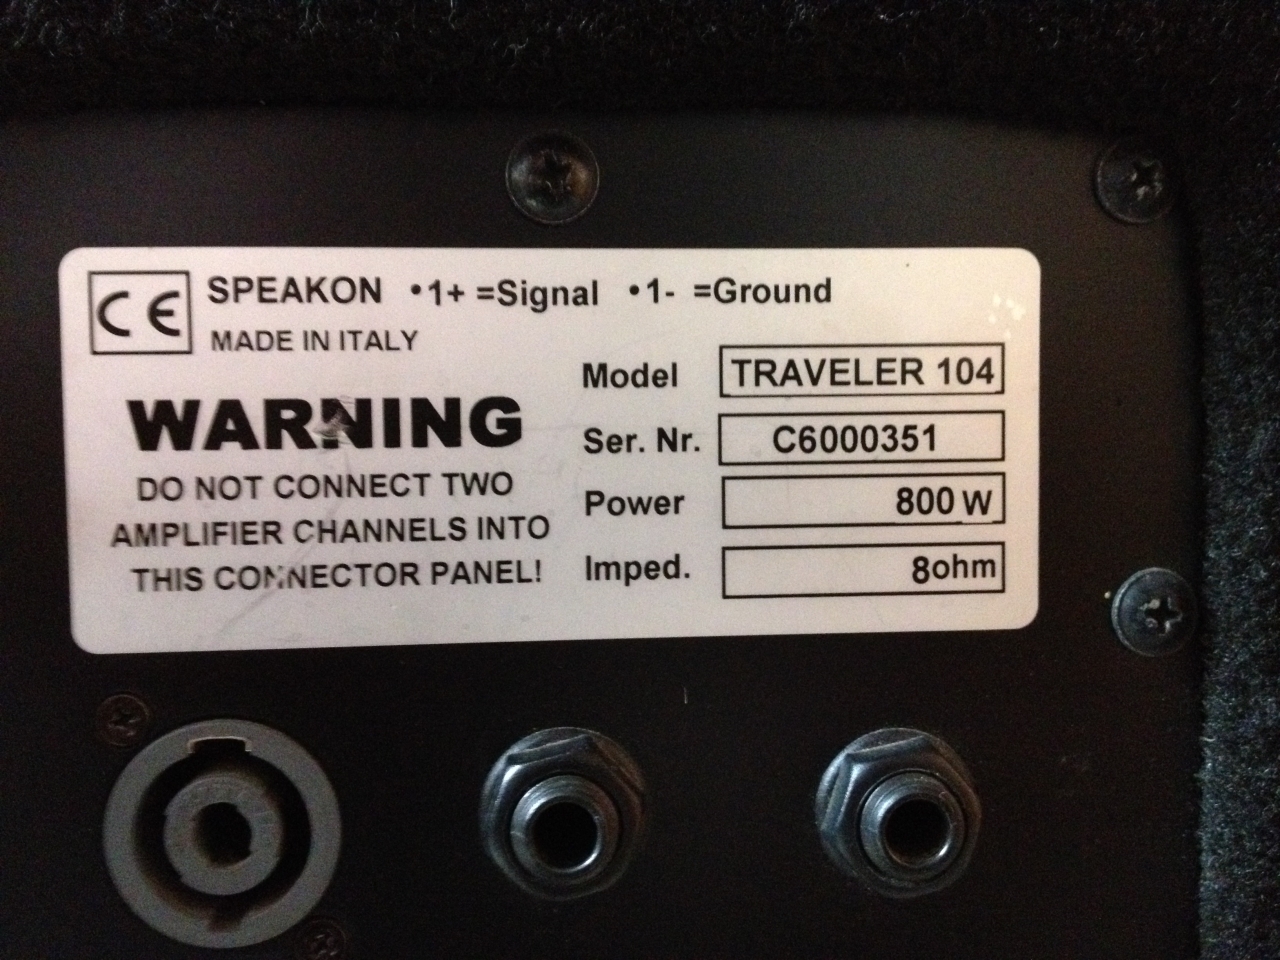 CE SPEAKON •1+ =Signal •1- =Ground
MADE IN ITALY
WARNING
DO NOT CONNECT TWO
AMPLIFIER CHANNELS INTO
THIS CONNECTOR PANEL!
Model TRAVELER 104
Ser. Nr. C6000351
Power 800 W
Imped. 8ohm